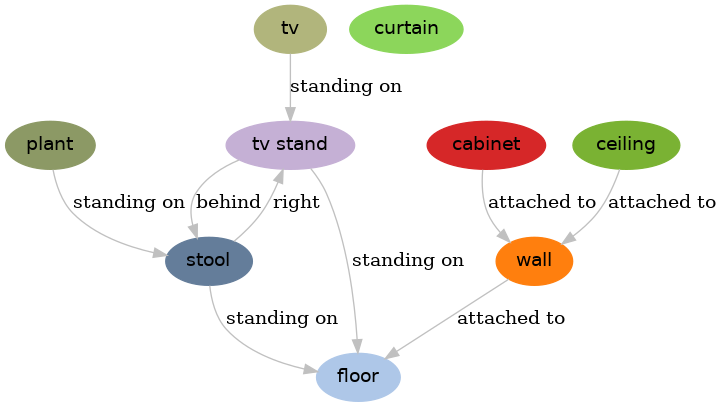 tv
curtain
standing on
plant
tv stand
cabinet
ceiling
standing on
behind
right
attached to
attached to
stool
wall
standing on
standing on
attached to
floor